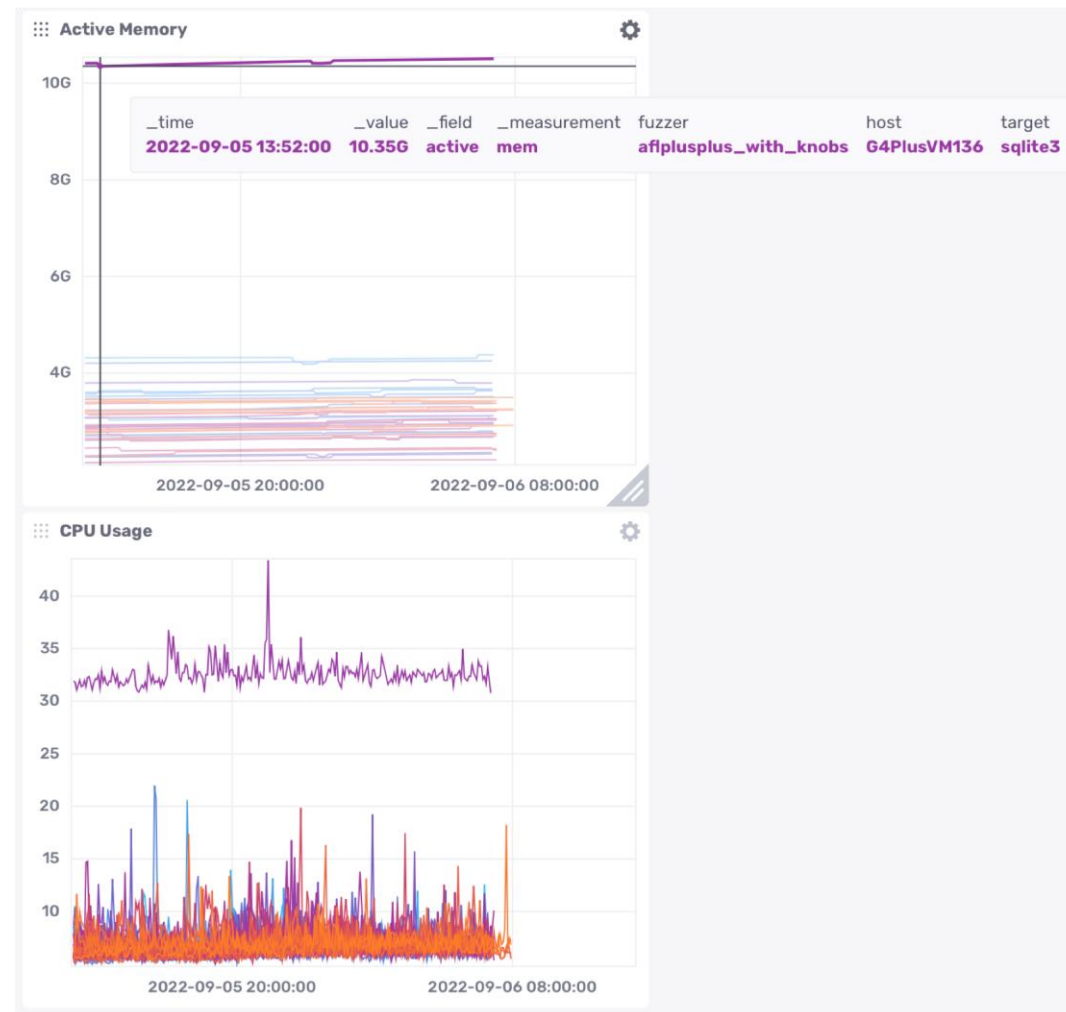 Active Memory
10G
_time _value _field _measurement fuzzer host target
2022-09-05 13:52:00 10.35G active mem aflplusplus_with_knobs G4PlusVM136 sqlite3
8G
6G
4G
2022-09-05 20:00:00 2022-09-06 08:00:00
CPU Usage
40
35
30
25
20
15
10
2022-09-05 20:00:00 2022-09-06 08:00:00